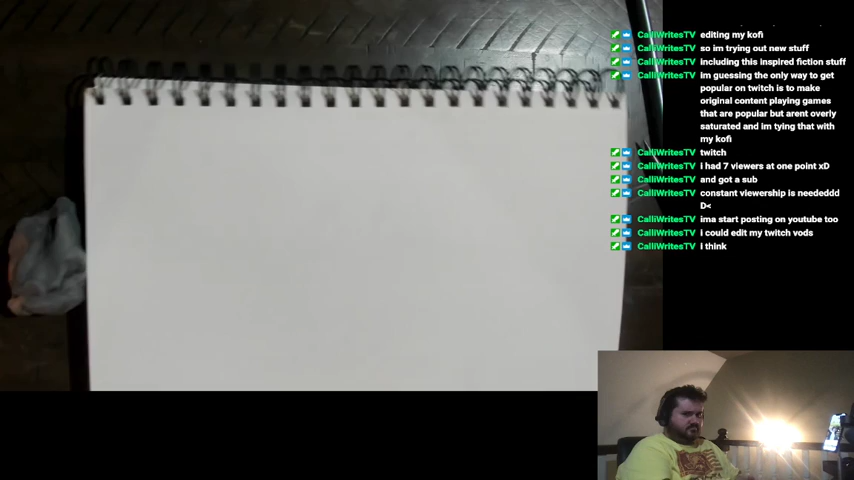 CalliWritesTV editing my kofi
CalliWritesTV so im trying out new stuff
CalliWritesTV including this inspired fiction stuff
CalliWritesTV im guessing the only way to get
popular on twitch is to make
original content playing games
that are popular but arent overly
saturated and im tying that with
my kofi
CalliWritesTV twitch
CalliWritesTV i had 7 viewers at one point xD
CalliWritesTV and got a sub
CalliWritesTV constant viewership is neededdd
D<
CalliWritesTV ima start posting on youtube too
CalliWritesTV i could edit my twitch vods
CalliWritesTV i think